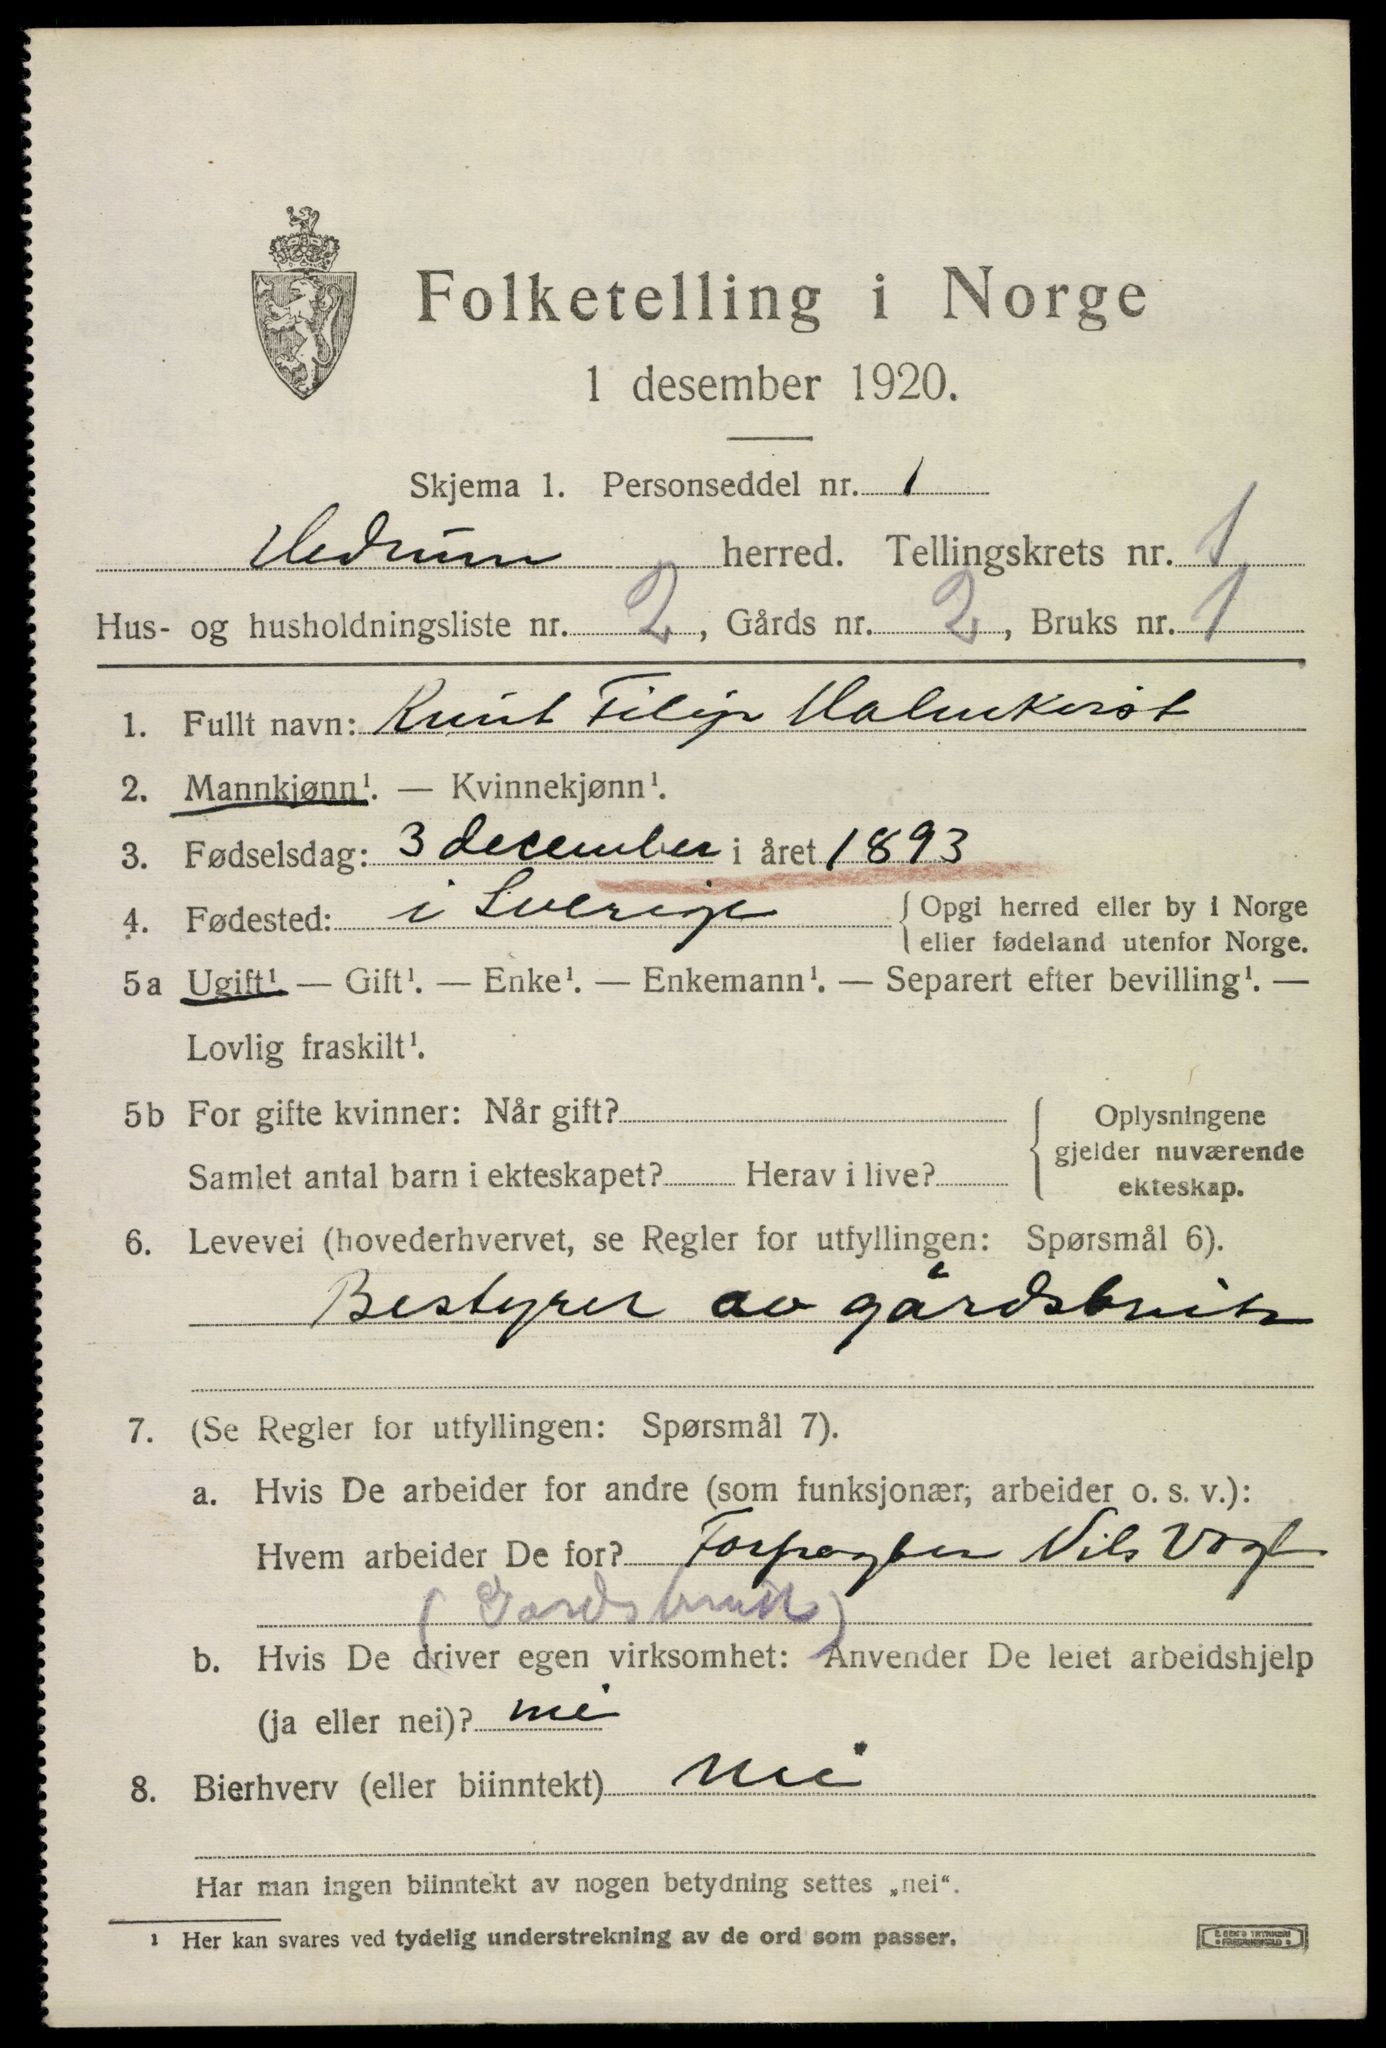 Folketelling i Norge
1 desember 1920.
Skjema 1. Personseddel nr. 1
Hedrum herred. Tellingskrets nr. 1
Hus- og husholdningsliste nr. 2, Gårds nr. 2, Bruks nr. 1
1. Fullt navn: Knut Filip Malmkvist
2. Mannkjønn¹. — Kvinnekjønn¹.
3. Fødselsdag: 3 december i året 1893
4. Fødested: i Sverige { Opgi herred eller by i Norge
eller fødeland utenfor Norge.
5a Ugift¹ — Gift¹. — Enke¹. — Enkemann¹. — Separert efter bevilling¹. —
Lovlig fraskilt¹.
5b For gifte kvinner: Når gift? { Oplysningene
gjelder nuværende
Samlet antal barn i ekteskapet? Herav i live? ekteskap.
6. Levevei (hovederhvervet, se Regler for utfyllingen: Spørsmål 6).
Bestyrer av gårdsbruk
7. (Se Regler for utfyllingen: Spørsmål 7).
a. Hvis De arbeider for andre (som funksjonær, arbeider o. s. v.):
Hvem arbeider De for? Forpagter Nils Vogt
(Gardsbruk)
b. Hvis De driver egen virksomhet: Anvender De leiet arbeidshjelp
(ja eller nei)? nei
8. Bierhverv (eller biinntekt) nei
Har man ingen biinntekt av nogen betydning settes „nei“.
¹ Her kan svares ved tydelig understrekning av de ord som passer.